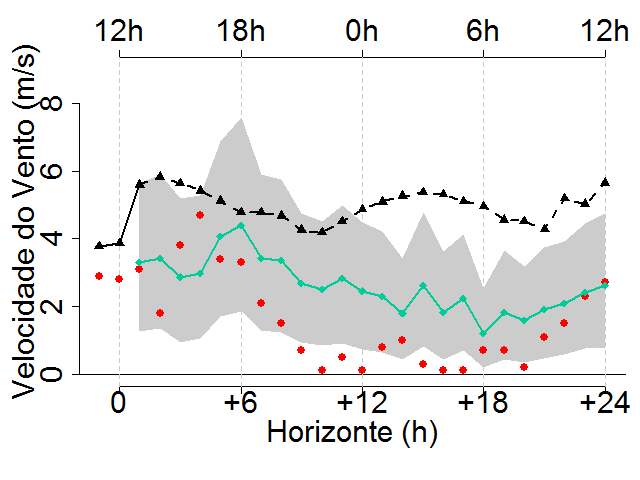 12h 18h 0h 6h 12h
Velocidade do Vento (m/s)
8
6
4
2
0
0 +6 +12 +18 +24
Horizonte (h)